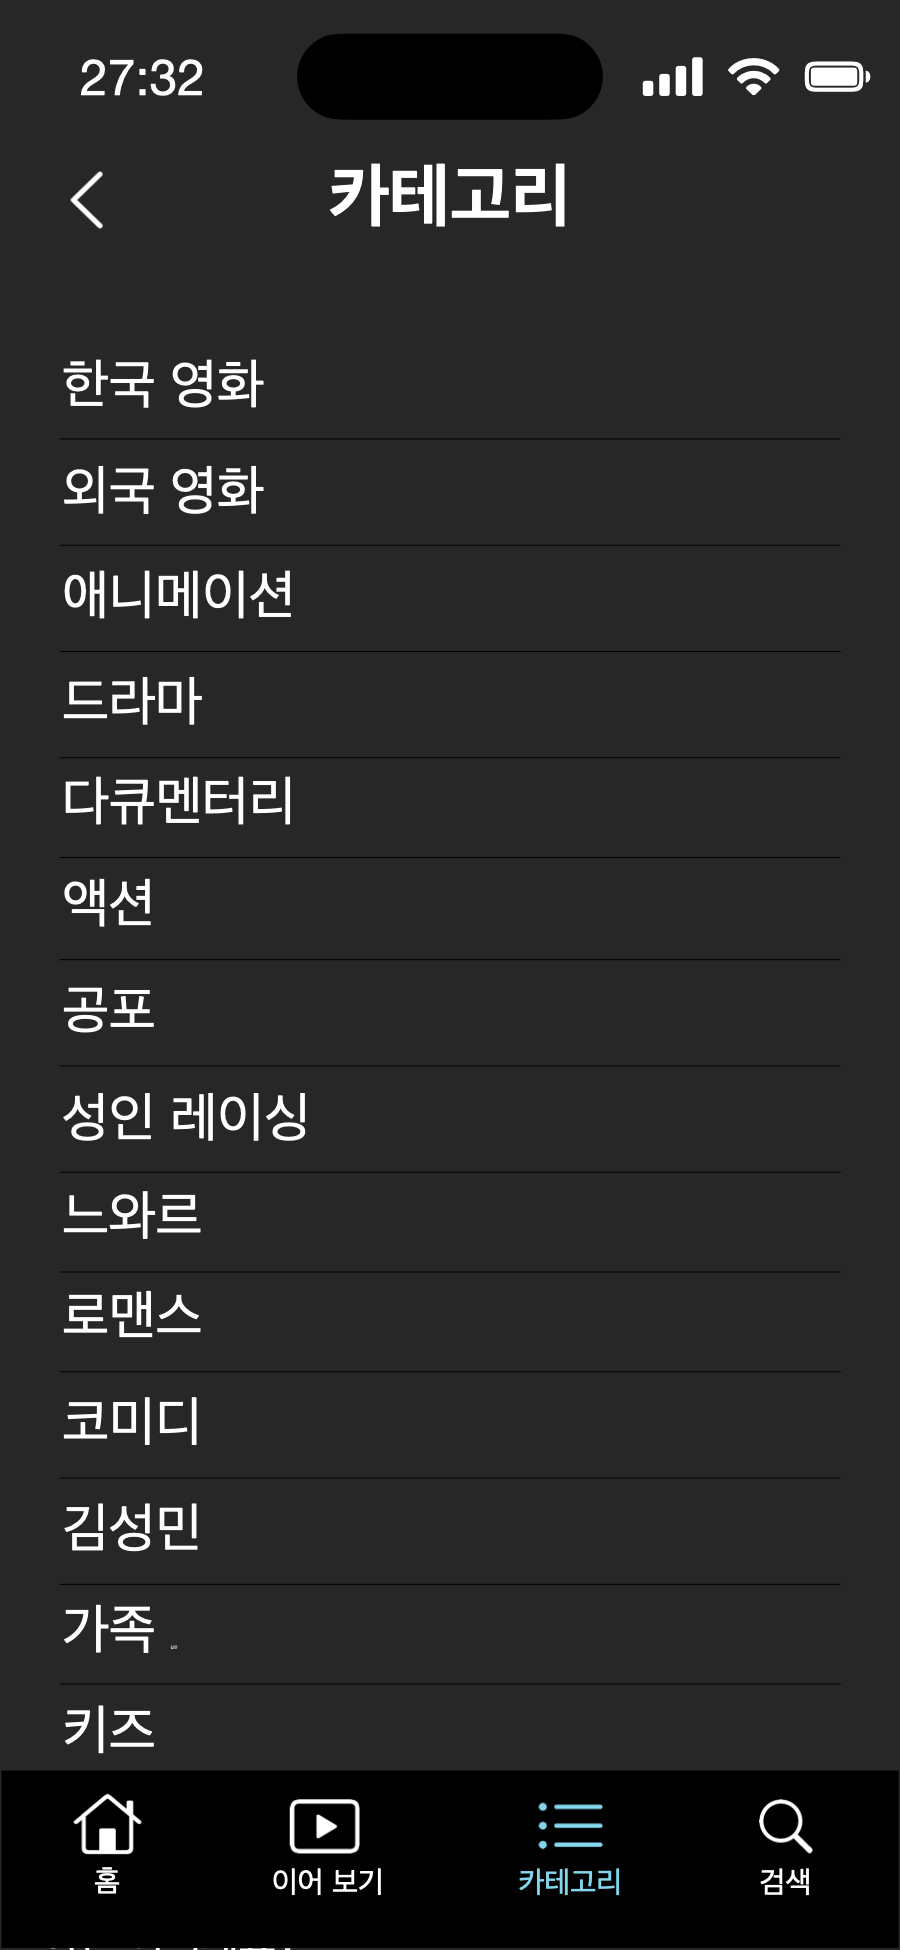 27:32
카테고리
한국 영화
외국 영화
애니메이션
드라마
다큐멘터리
액션
공포
성인 레이싱
느와르
로맨스
코미디
김성민
가족
키즈
홈 이어 보기 카테고리 검색